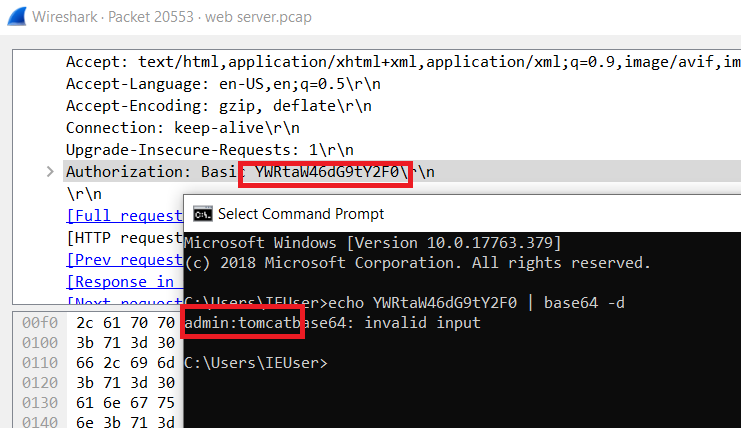 Wireshark · Packet 20553 — web server.pcap
Accept: text/html,application/xhtml+xml,application/xml;q=0.9,image/avif,im
Accept-Language: en-US,en;q=0.5\r\n
Accept-Encoding: gzip, deflate\r\n
Connection: keep-alive\r\n
Upgrade-Insecure-Requests: 1\r\n
Authorization: Basic YWRtaW46dG9tY2F0\r\n
\r\n
[Full request
[HTTP request
[Prev request
[Response in
[Next request
Select Command Prompt
Microsoft Windows [Version 10.0.17763.379]
(c) 2018 Microsoft Corporation. All rights reserved.
C:\Users\IEUser>echo YWRtaW46dG9tY2F0 | base64 -d
admin:tomcatbase64: invalid input
C:\Users\IEUser>
00f0 2c 61 70 70
0100 3b 71 3d 30
0110 66 2c 69 6d
0120 3b 71 3d 30
0130 61 6e 67 75
0140 6e 3b 71 3d